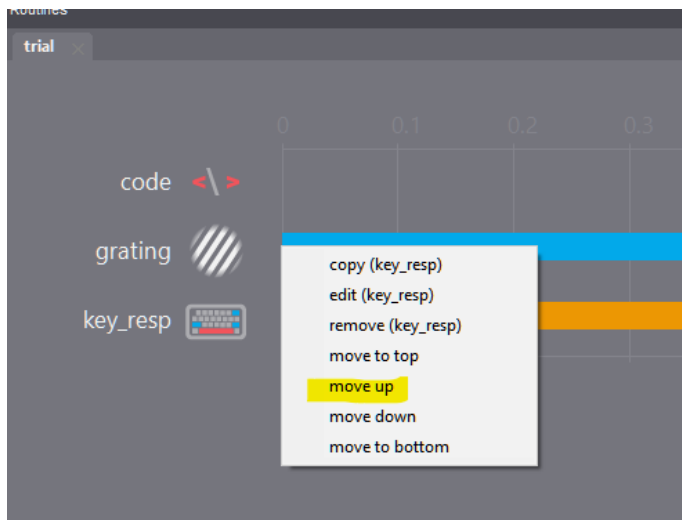 Routines
trial
0 0.1 0.2 0.3
code
grating
key_resp
copy (key_resp)
edit (key_resp)
remove (key_resp)
move to top
move up
move down
move to bottom